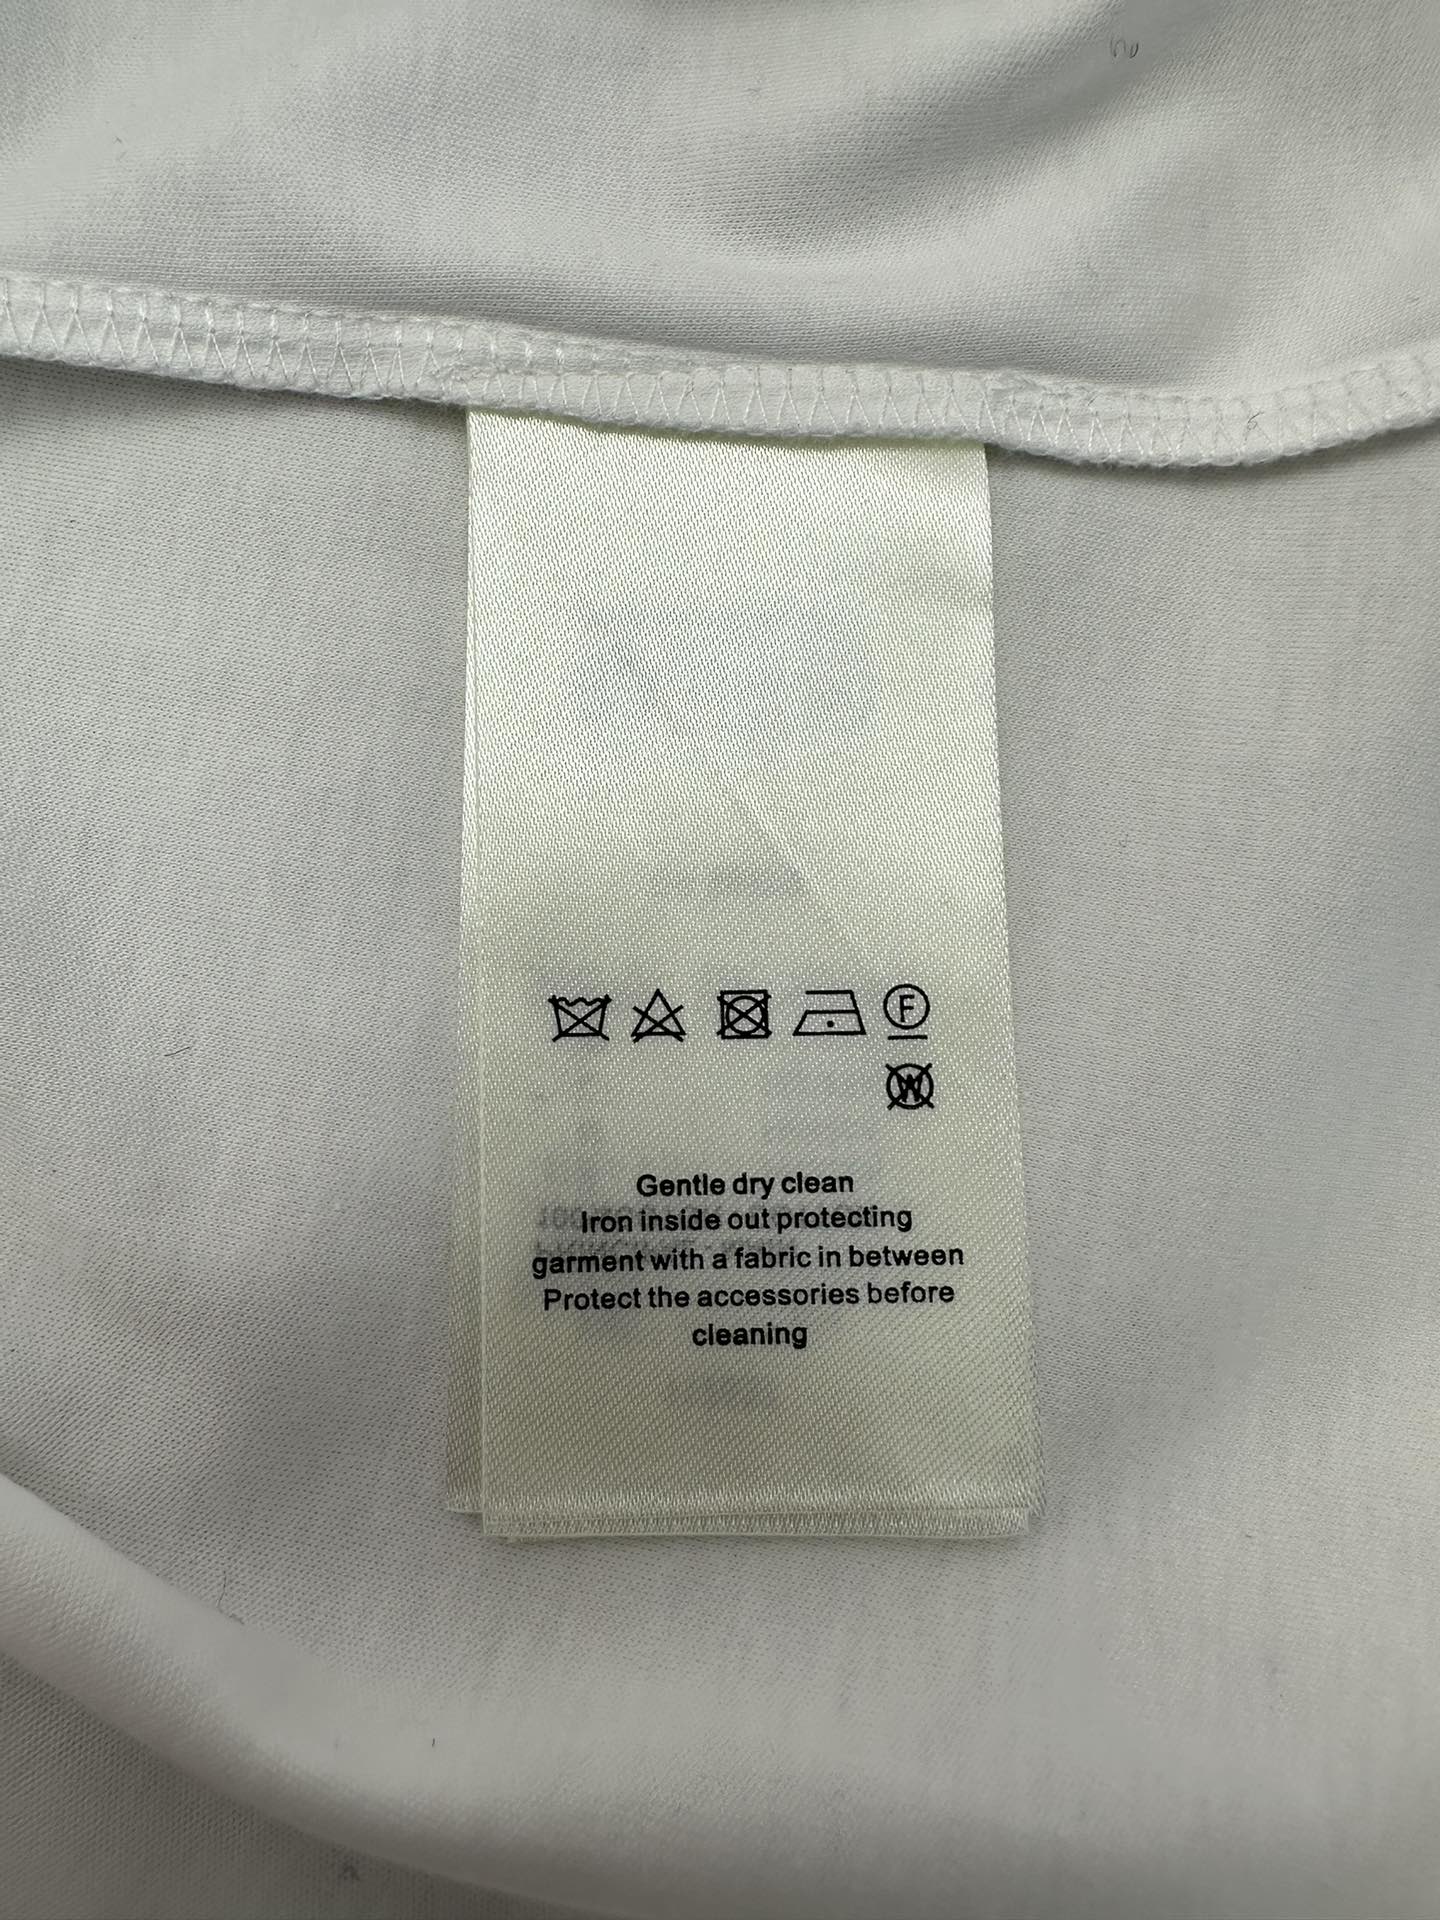 F
W
Gentle dry clean
Iron inside out protecting
garment with a fabric in between
Protect the accessories before
cleaning